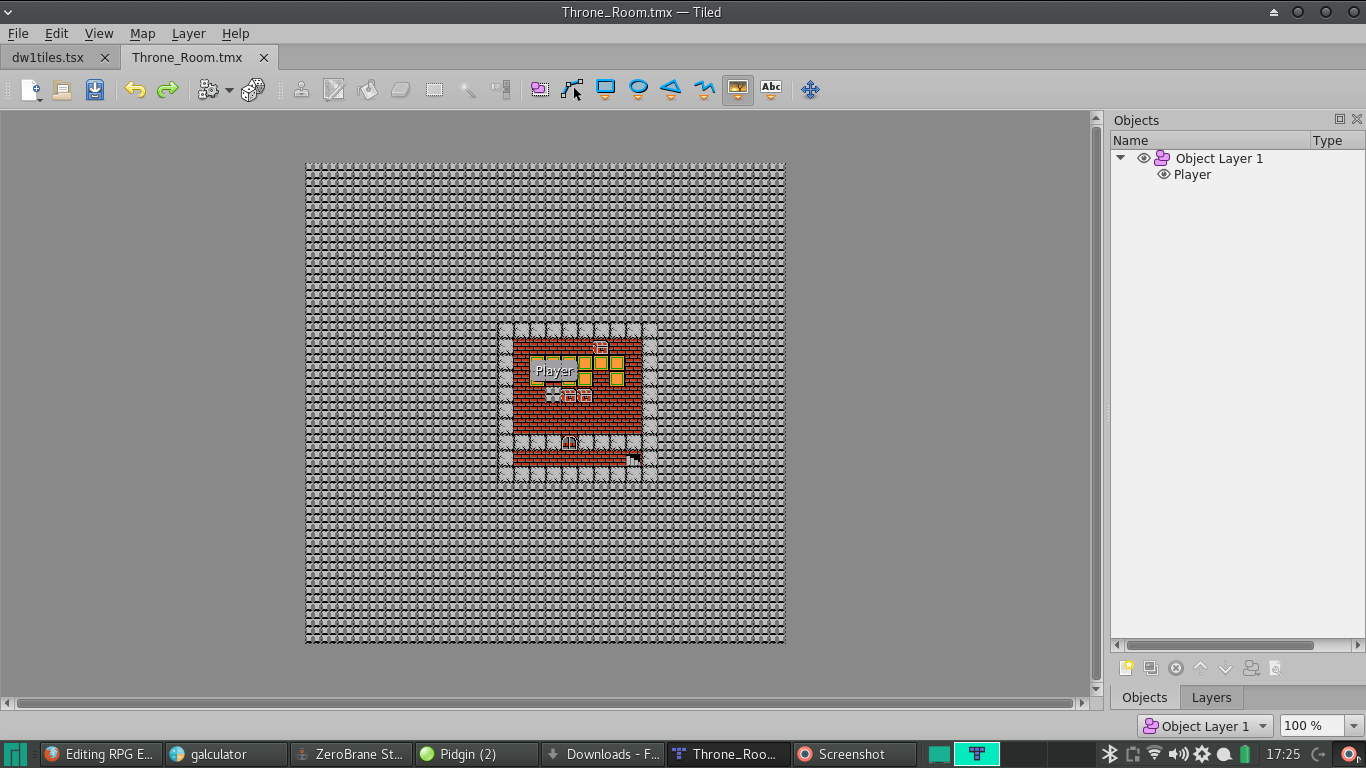 Throne_Room.tmx — Tiled
File Edit View Map Layer Help
dw1tiles.tsx Throne_Room.tmx
Abc
Objects
Name Type
Object Layer 1
Player
Player
Objects Layers
Object Layer 1 100 %
Editing RPG E... galculator ZeroBrane St... Pidgin (2) Downloads - F... Throne_Roo... Screenshot 17:25